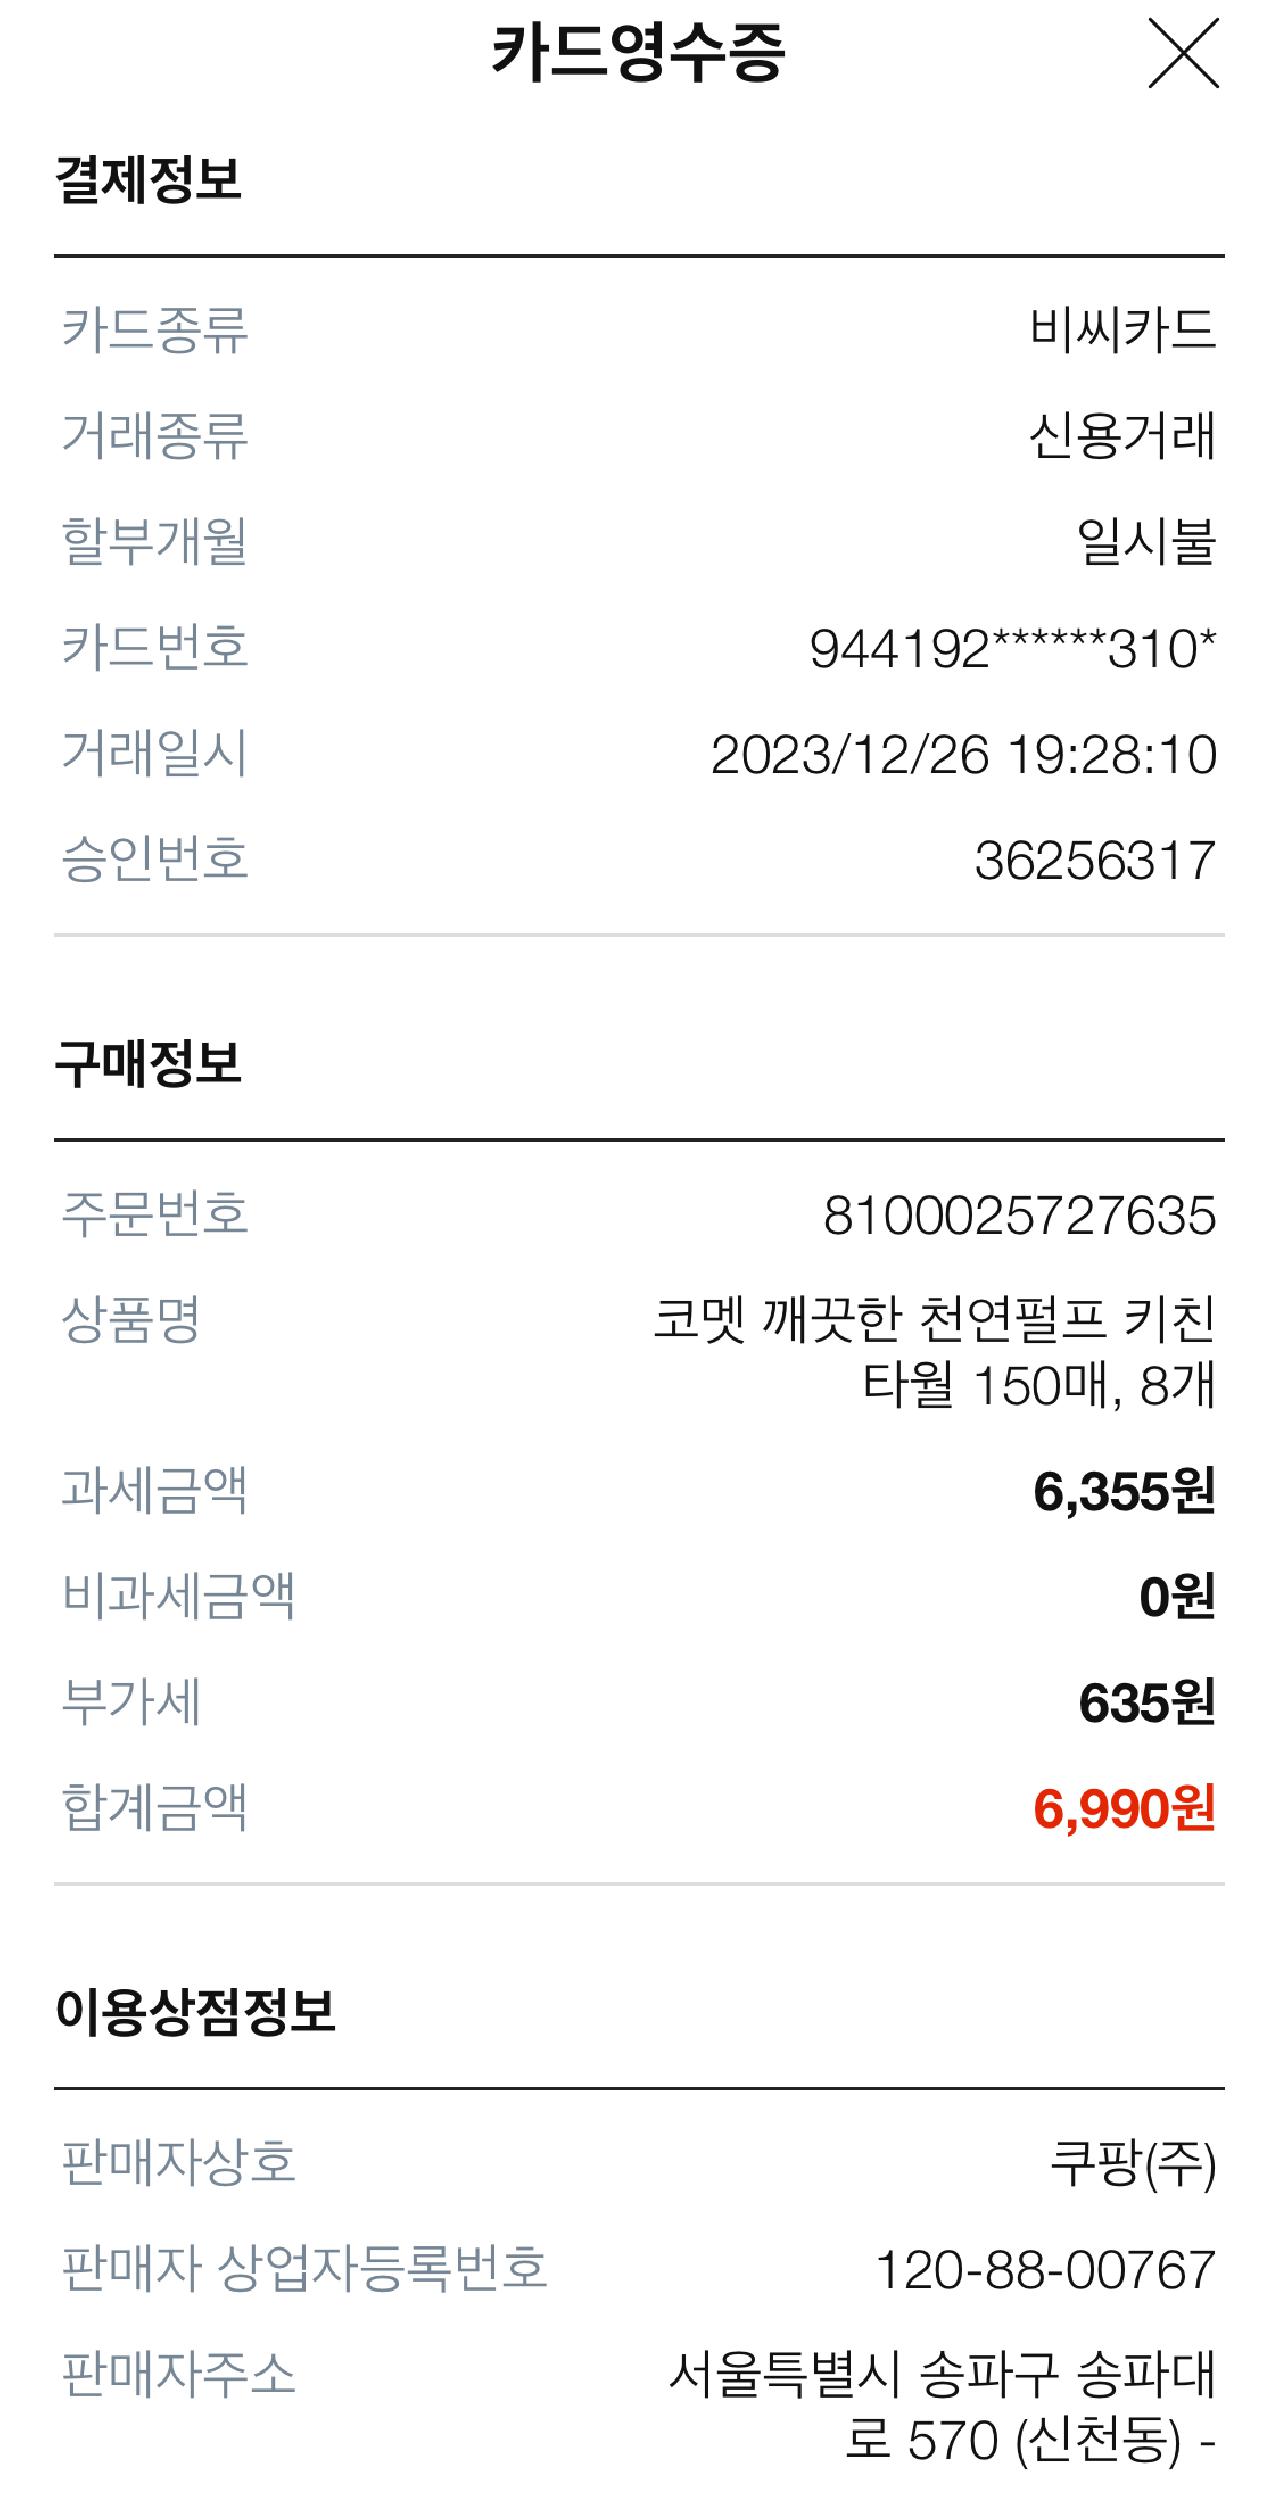 카드영수증
결제정보
카드종류 비씨카드
거래종류 신용거래
할부개월 일시불
카드번호 944192******310*
거래일시 2023/12/26 19:28:10
승인번호 36256317
구매정보
주문번호 8100025727635
상품명 코멧 깨끗한 천연펄프 키친
타월 150매, 8개
과세금액 6,355원
비과세금액 0원
부가세 635원
합계금액 6,990원
이용상점정보
판매자상호 쿠팡(주)
판매자 상업자등록번호 120-88-00767
판매자주소 서울특별시 송파구 송파대
로 570 (신천동) -